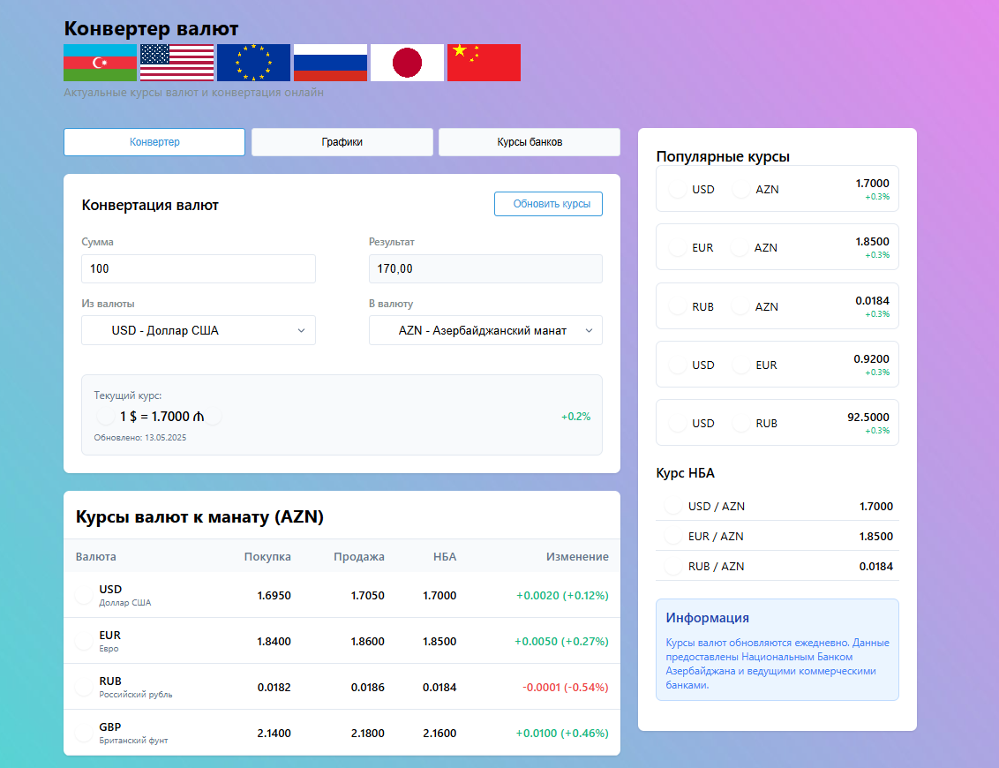 Конвертер валют
Актуальные курсы валют и конвертация онлайн
Конвертер
Графики
Курсы банков
Конвертация валют
Обновить курсы
Сумма
Результат
100
170,00
Из валюты
В валюту
USD - Доллар США
AZN - Азербайджанский манат
Текущий курс:
1 $ = 1.7000 ₼
+0.2%
Обновлено: 13.05.2025
Курсы валют к манату (AZN)
Валюта Покупка Продажа НБА Изменение
USD
Доллар США
1.6950 1.7050 1.7000 +0.0020 (+0.12%)
EUR
Евро
1.8400 1.8600 1.8500 +0.0050 (+0.27%)
RUB
Российский рубль
0.0182 0.0186 0.0184 -0.0001 (-0.54%)
GBP
Британский фунт
2.1400 2.1800 2.1600 +0.0100 (+0.46%)
Популярные курсы
USD AZN 1.7000
+0.3%
EUR AZN 1.8500
+0.3%
RUB AZN 0.0184
+0.3%
USD EUR 0.9200
+0.3%
USD RUB 92.5000
+0.3%
Курс НБА
USD / AZN 1.7000
EUR / AZN 1.8500
RUB / AZN 0.0184
Информация
Курсы валют обновляются ежедневно. Данные
предоставлены Национальным Банком
Азербайджана и ведущими коммерческими
банками.